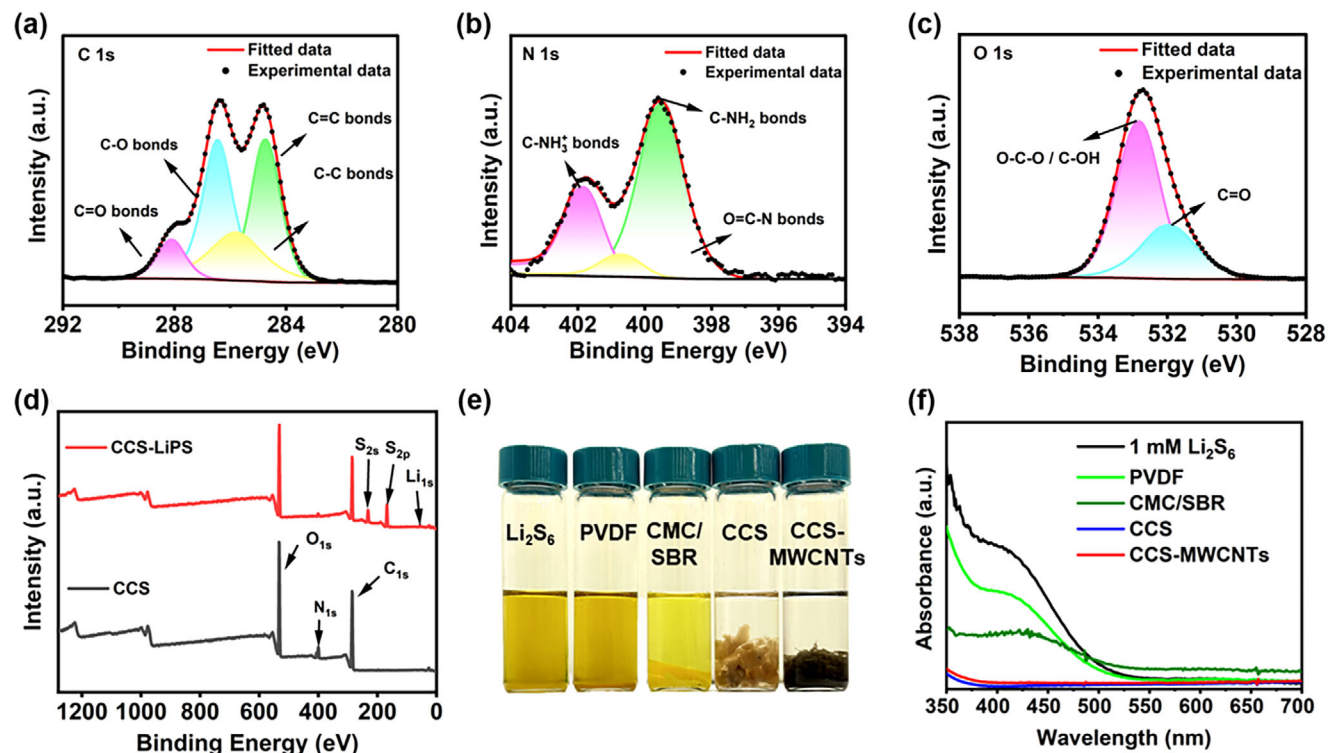 (a)
C 1s
Fitted data
Experimental data
C=C bonds
C-O bonds
C-C bonds
C=O bonds
Intensity (a.u.)
292 288 284 280
Binding Energy (eV)
(b)
N 1s
Fitted data
Experimental data
C-NH₂ bonds
C-NH₃⁺ bonds
O=C-N bonds
Intensity (a.u.)
404 402 400 398 396 394
Binding Energy (eV)
(c)
O 1s
Fitted data
Experimental data
O-C-O / C-OH
C=O
Intensity (a.u.)
538 536 534 532 530 528
Binding Energy (eV)
(d)
CCS-LiPS
S₂ₛ
S₂ₚ
Li₁ₛ
O₁ₛ
C₁ₛ
CCS
N₁ₛ
Intensity (a.u.)
1200 1000 800 600 400 200 0
Binding Energy (eV)
(e)
Li₂S₆
PVDF
CMC/
SBR
CCS
CCS-
MWCNTs
(f)
1 mM Li₂S₆
PVDF
CMC/SBR
CCS
CCS-MWCNTs
Absorbance (a.u.)
350 400 450 500 550 600 650 700
Wavelength (nm)